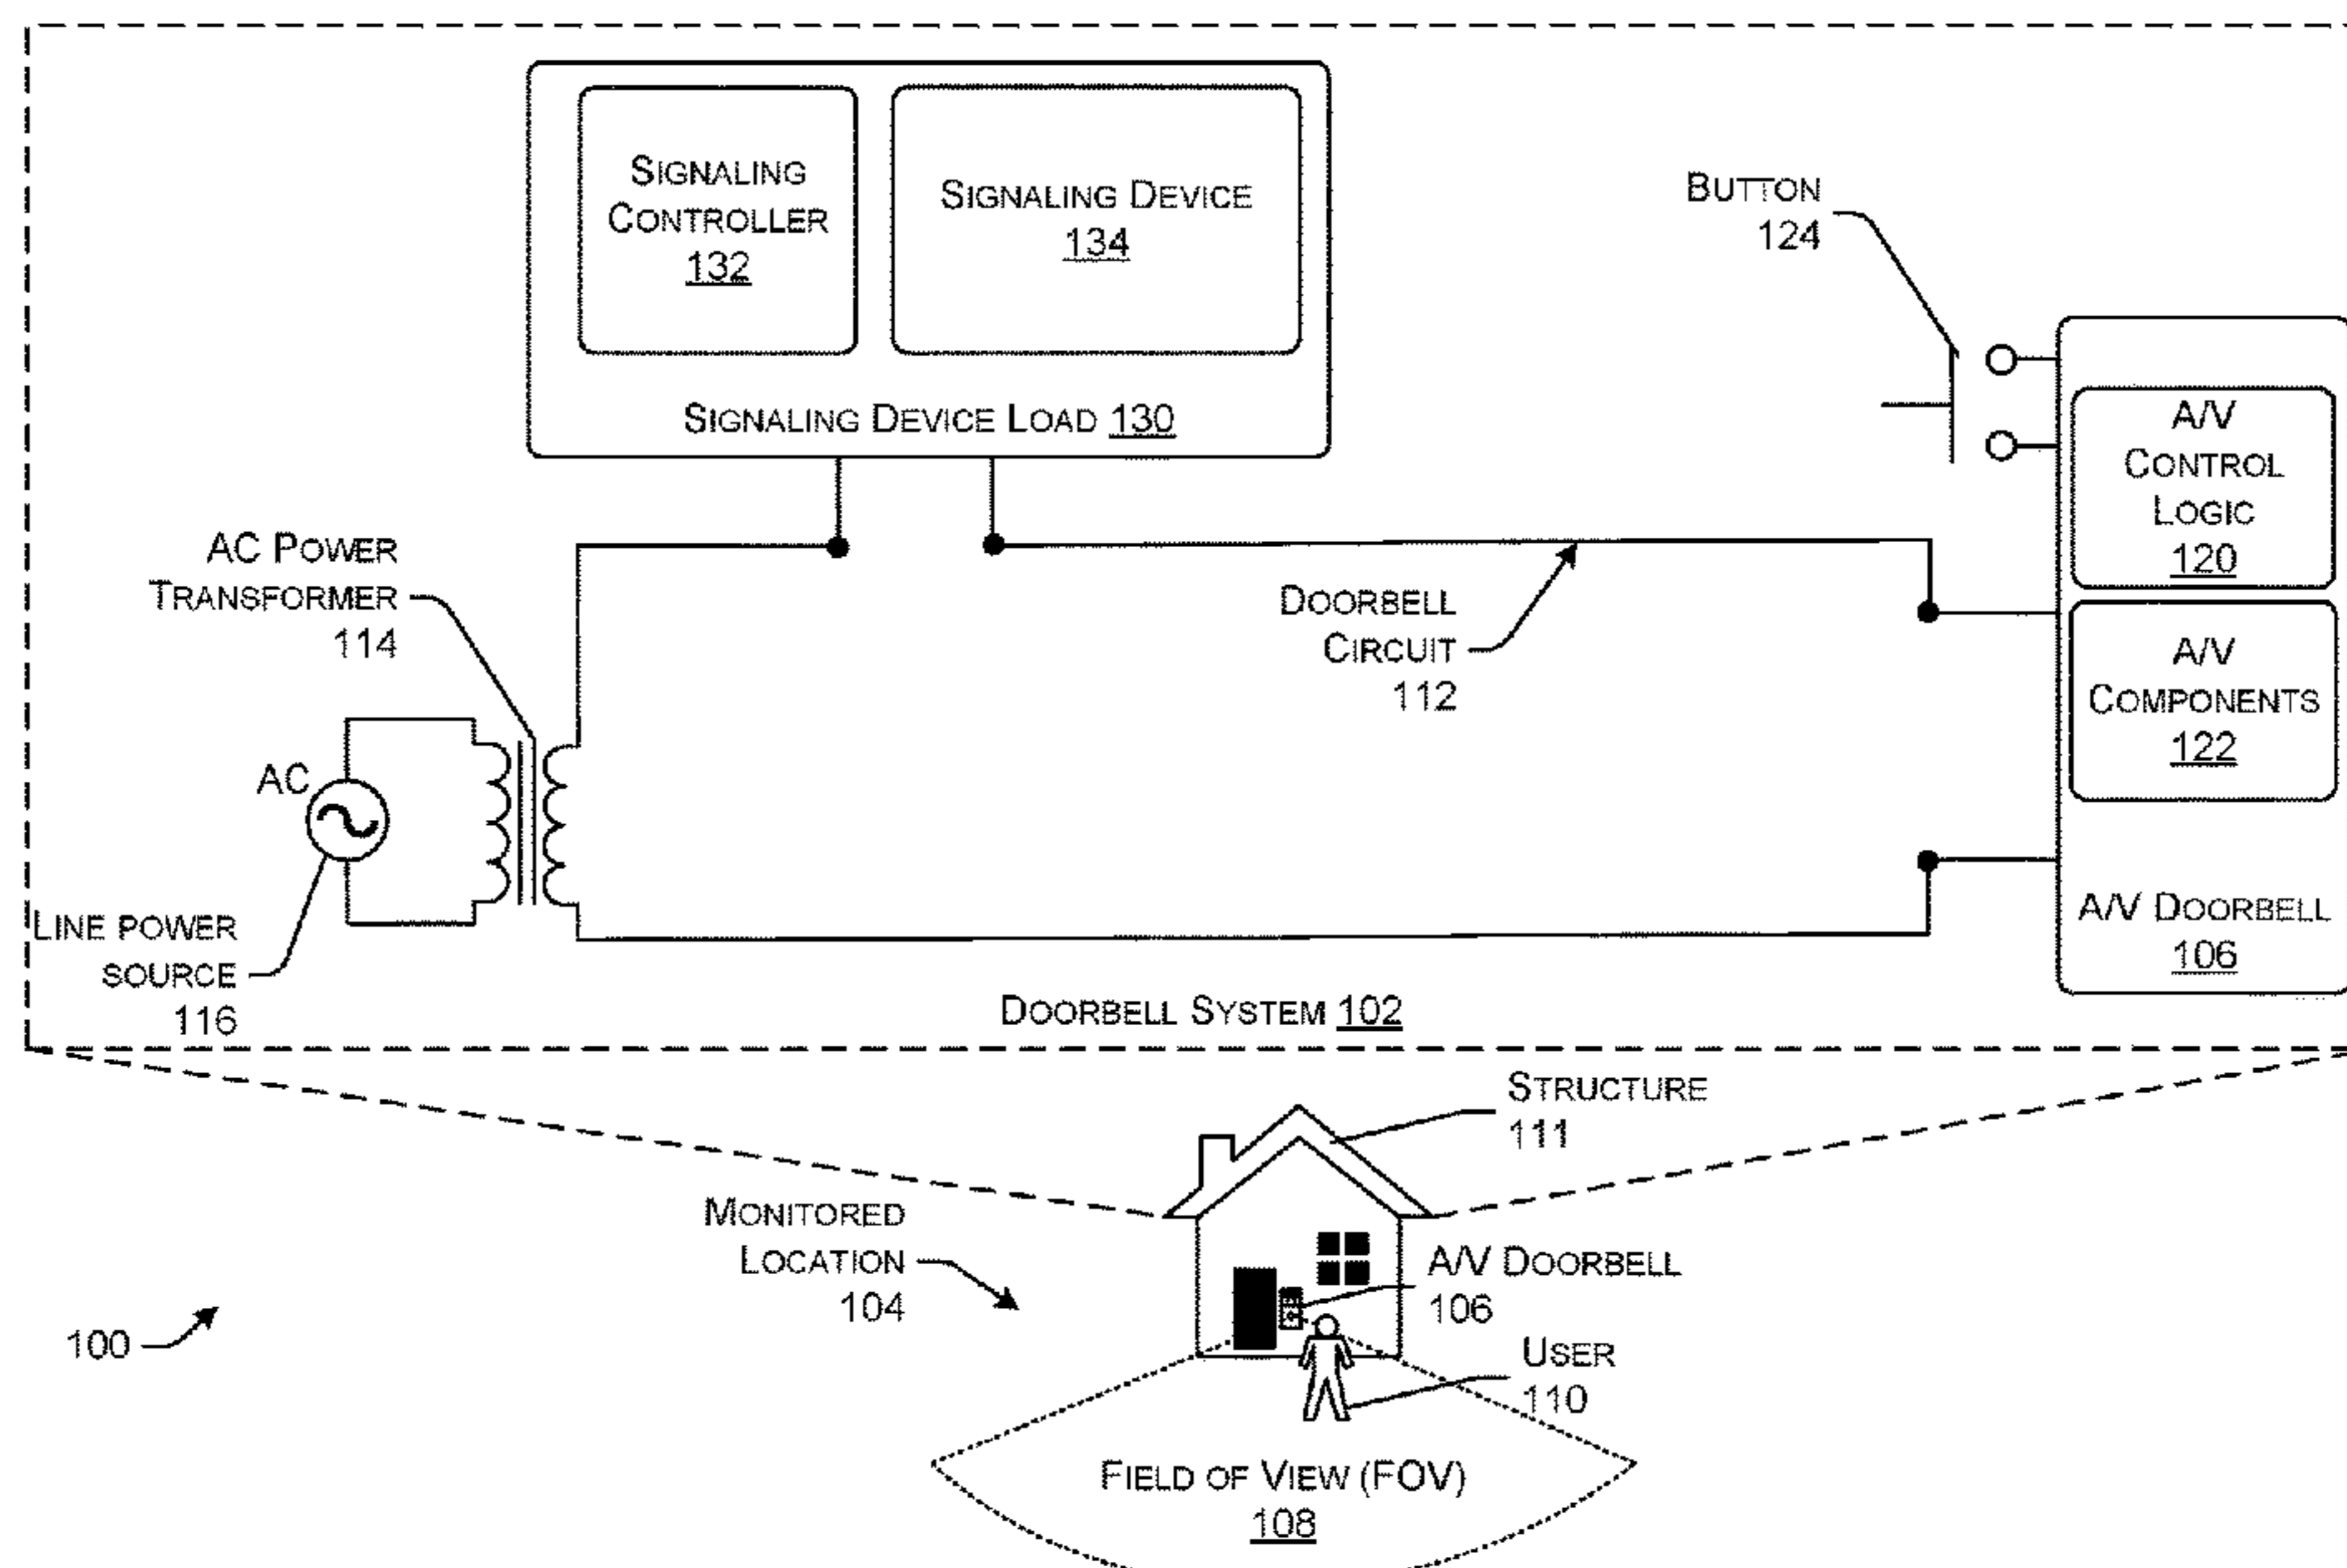 SIGNALING
CONTROLLER
132
SIGNALING DEVICE
134
SIGNALING DEVICE LOAD 130
BUTTON
124
A/V
CONTROL
LOGIC
120
A/V
COMPONENTS
122
A/V DOORBELL
106
AC POWER
TRANSFORMER
114
DOORBELL
CIRCUIT
112
AC
LINE POWER
SOURCE
116
DOORBELL SYSTEM 102
STRUCTURE
111
MONITORED
LOCATION
104
A/V DOORBELL
106
100
USER
110
FIELD OF VIEW (FOV)
108